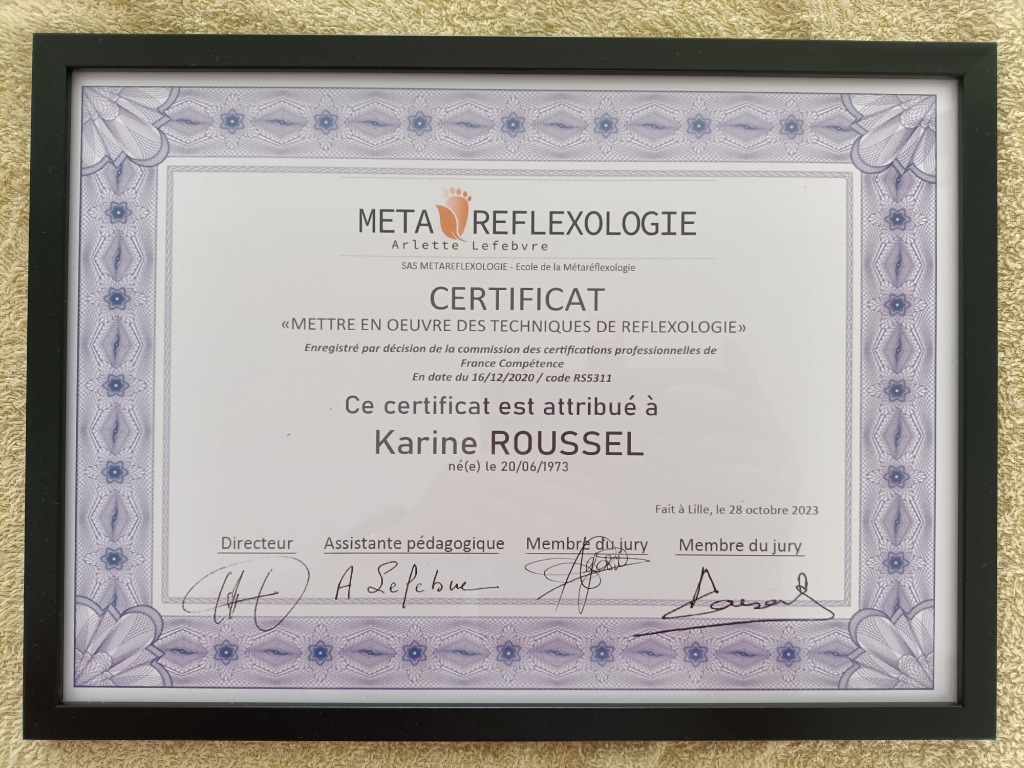 META REFLEXOLOGIE
Arlette Lefebvre
SAS METAREFLEXOLOGIE - Ecole de la Métaréflexologie
CERTIFICAT
«METTRE EN OEUVRE DES TECHNIQUES DE REFLEXOLOGIE»
Enregistré par décision de la commission des certifications professionnelles de
France Compétence
En date du 16/12/2020 / code RS5311
Ce certificat est attribué à
Karine ROUSSEL
né(e) le 20/06/1973
Fait à Lille, le 28 octobre 2023
Directeur Assistante pédagogique Membre du jury Membre du jury
A Lefebvre